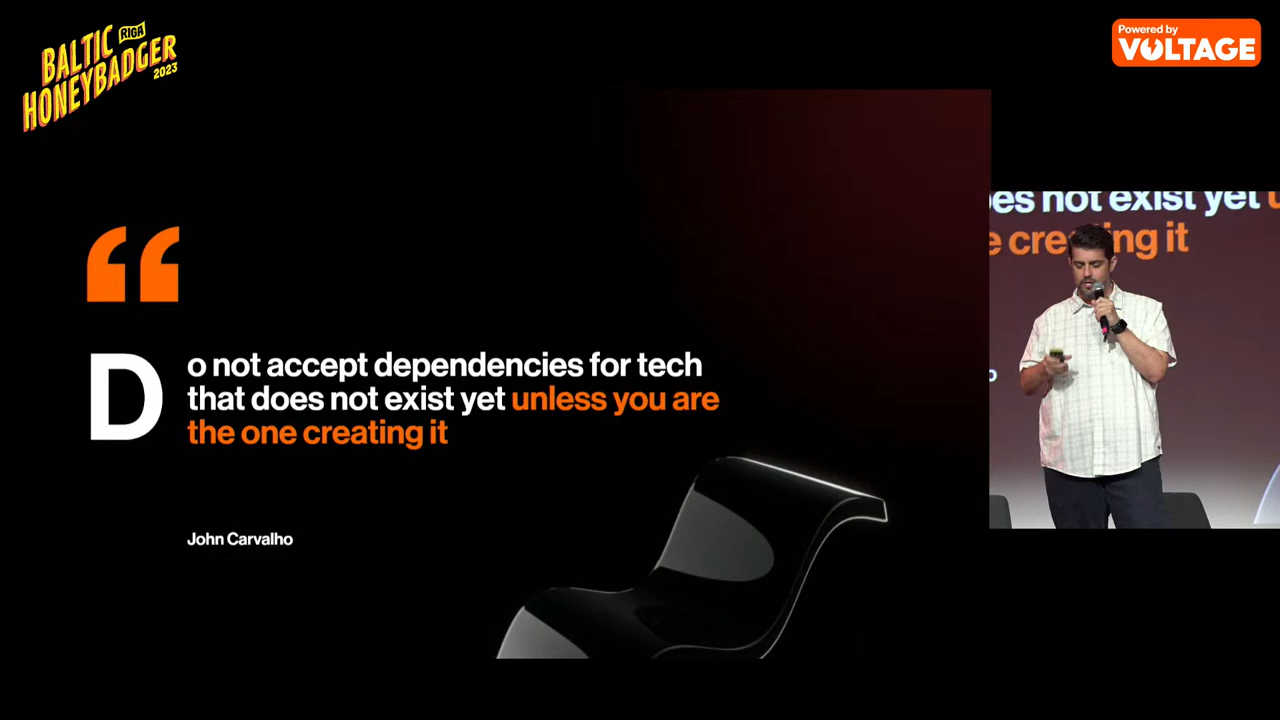 BALTIC RIGA
HONEYBADGER
2023
Powered by
VOLTAGE
“
Do not accept dependencies for tech
that does not exist yet unless you are
the one creating it
John Carvalho
es not exist yet
e creating it